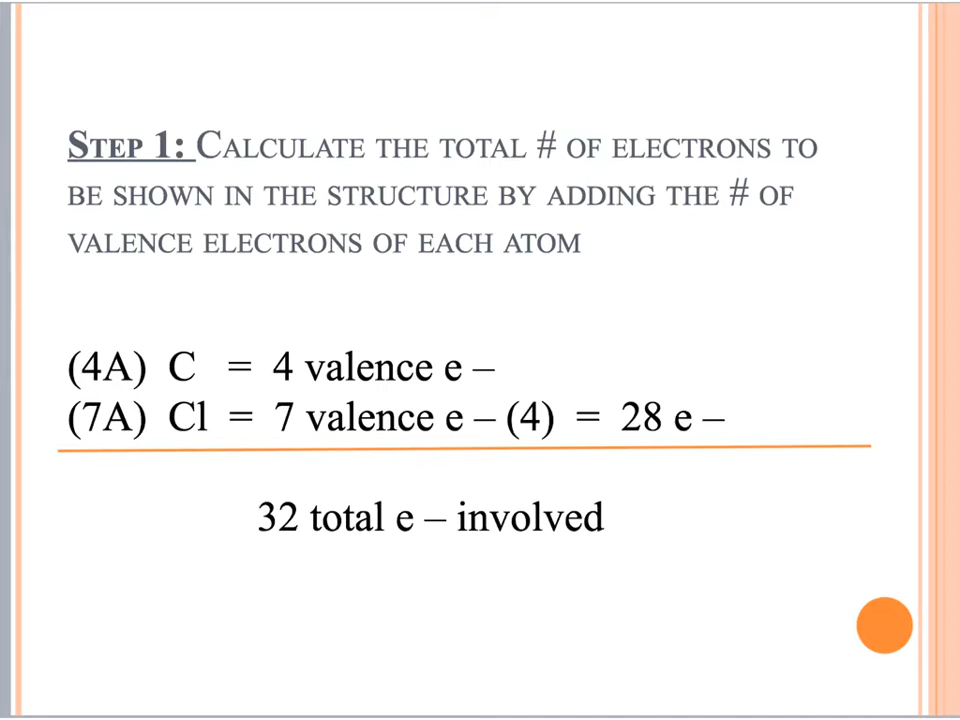 STEP 1: CALCULATE THE TOTAL # OF ELECTRONS TO
BE SHOWN IN THE STRUCTURE BY ADDING THE # OF
VALENCE ELECTRONS OF EACH ATOM
(4A) C = 4 valence e –
(7A) Cl = 7 valence e – (4) = 28 e –
32 total e – involved